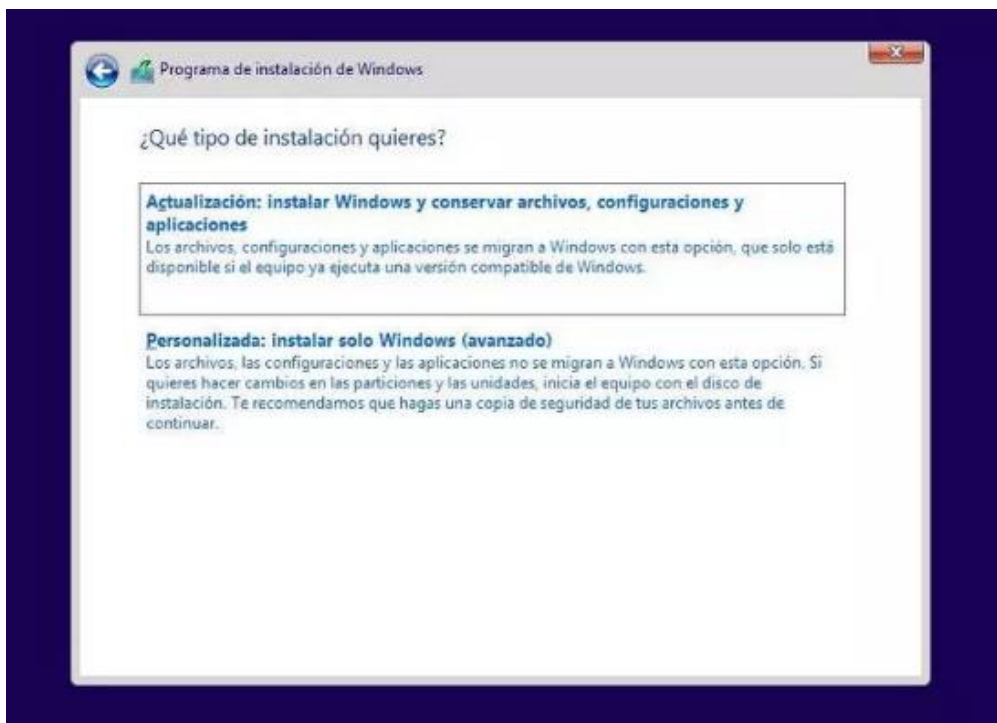 Programa de instalación de Windows
¿Qué tipo de instalación quieres?
Actualización: instalar Windows y conservar archivos, configuraciones y
aplicaciones
Los archivos, configuraciones y aplicaciones se migran a Windows con esta opción, que solo está
disponible si el equipo ya ejecuta una versión compatible de Windows.
Personalizada: instalar solo Windows (avanzado)
Los archivos, las configuraciones y las aplicaciones no se migran a Windows con esta opción. Si
quieres hacer cambios en las particiones y las unidades, inicia el equipo con el disco de
instalación. Te recomendamos que hagas una copia de seguridad de tus archivos antes de
continuar.